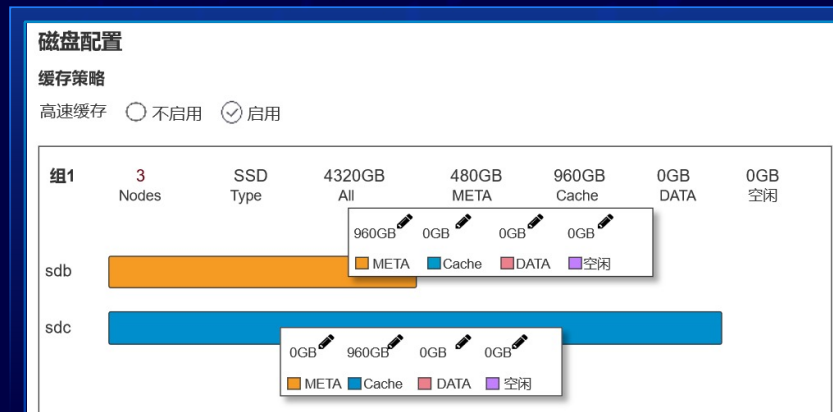 磁盘配置
缓存策略
高速缓存 不启用 启用
组1 3 SSD 4320GB 480GB 960GB 0GB 0GB
Nodes Type All META Cache DATA 空闲
960GB 0GB 0GB 0GB
META Cache DATA 空闲
sdb
sdc
0GB 960GB 0GB 0GB
META Cache DATA 空闲